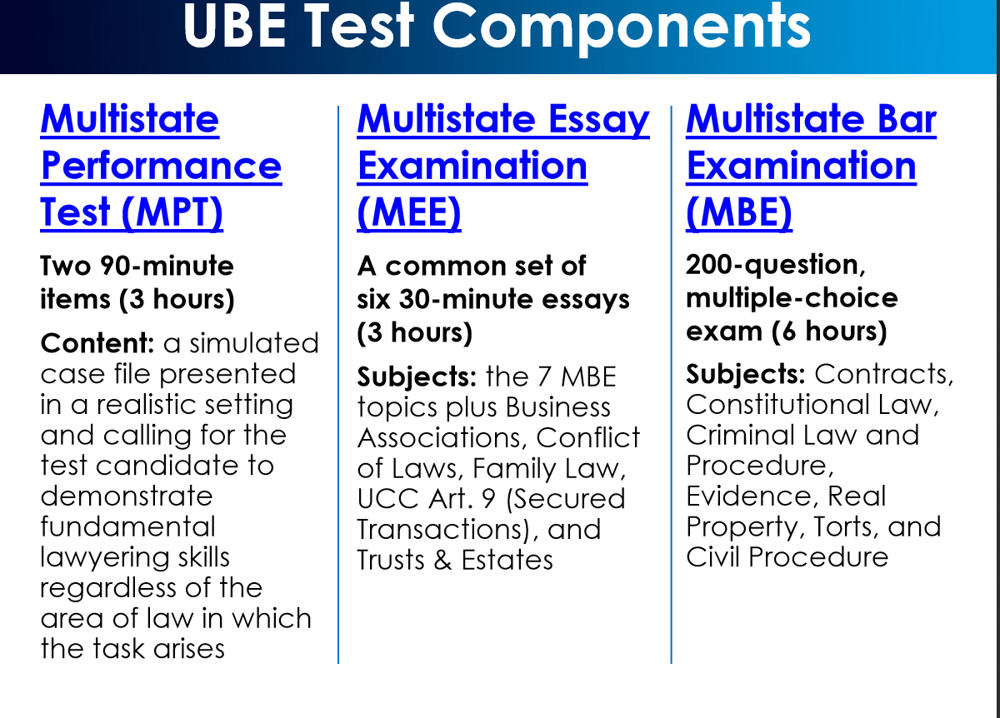 UBE Test Components
Multistate
Performance
Test (MPT)
Two 90-minute
items (3 hours)
Content: a simulated
case file presented
in a realistic setting
and calling for the
test candidate to
demonstrate
fundamental
lawyering skills
regardless of the
area of law in which
the task arises
Multistate Essay
Examination
(MEE)
A common set of
six 30-minute essays
(3 hours)
Subjects: the 7 MBE
topics plus Business
Associations, Conflict
of Laws, Family Law,
UCC Art. 9 (Secured
Transactions), and
Trusts & Estates
Multistate Bar
Examination
(MBE)
200-question,
multiple-choice
exam (6 hours)
Subjects: Contracts,
Constitutional Law,
Criminal Law and
Procedure,
Evidence, Real
Property, Torts, and
Civil Procedure